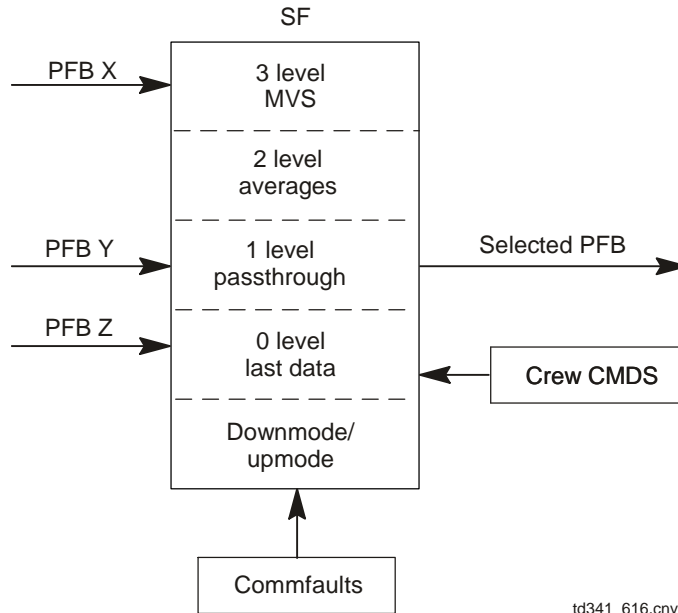 SF
PFB X
3 level
MVS
2 level
averages
PFB Y
1 level
passthrough
Selected PFB
PFB Z
0 level
last data
Crew CMDS
Downmode/
upmode
Commfaults
td341_616.cnv